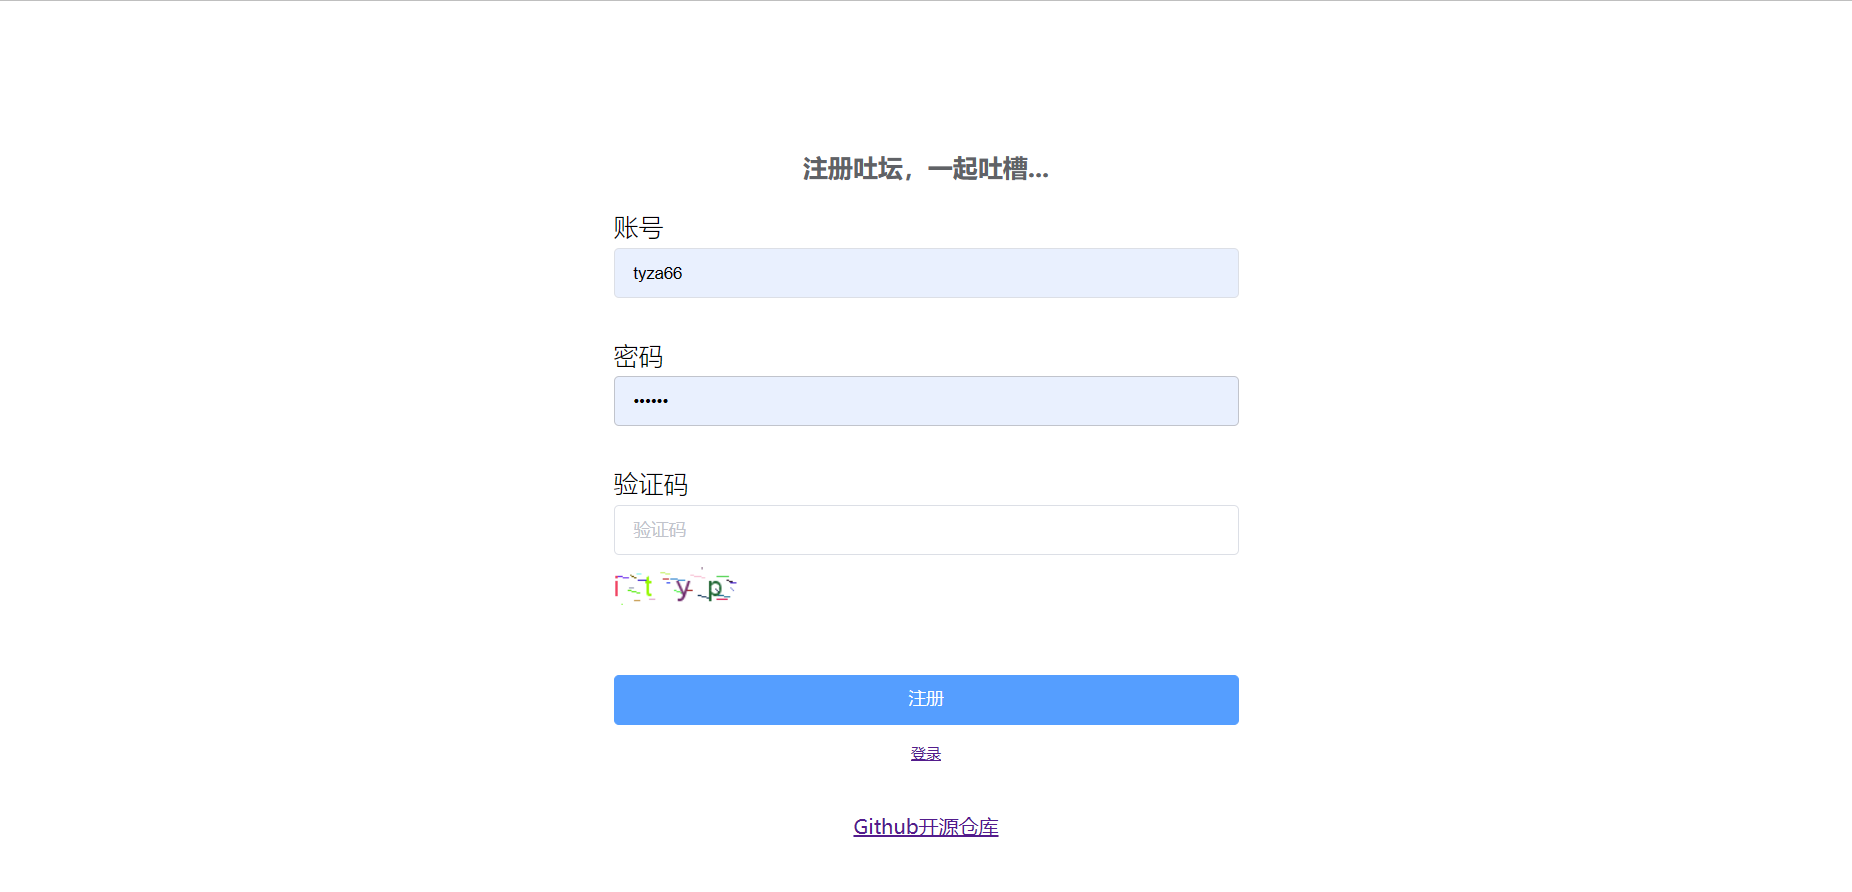 注册吐坛，一起吐槽...
账号
tyza66
密码
••••••
验证码
验证码
i t y p
注册
登录
Github开源仓库